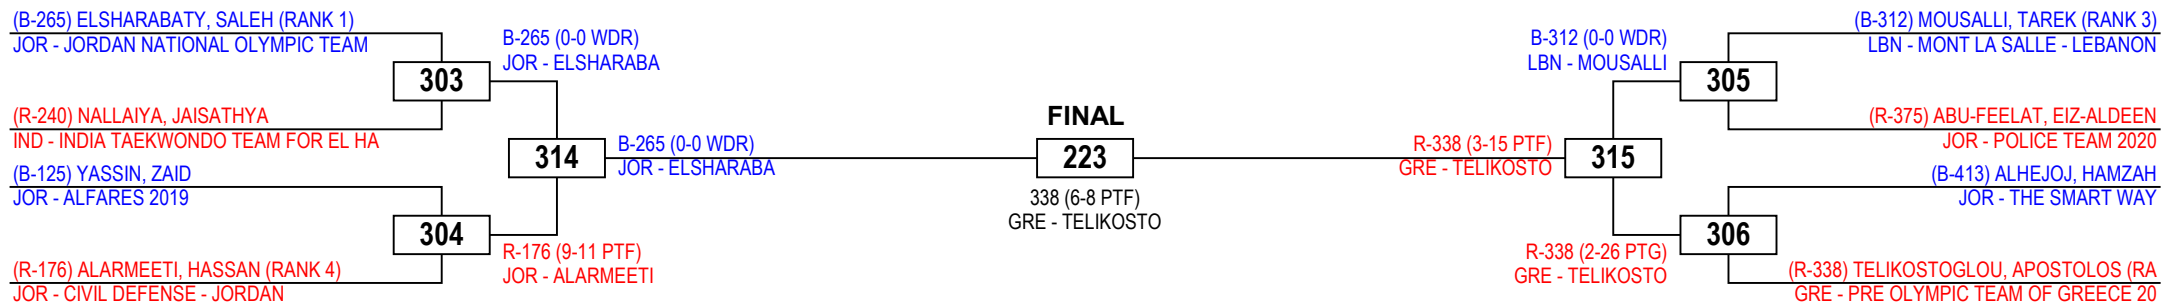 (B-265) ELSHARABATY, SALEH (RANK 1)
JOR - JORDAN NATIONAL OLYMPIC TEAM
303
(R-240) NALLAIYA, JAISATHYA
IND - INDIA TAEKWONDO TEAM FOR EL HA
(B-125) YASSIN, ZAID
JOR - ALFARES 2019
304
(R-176) ALARMEETI, HASSAN (RANK 4)
JOR - CIVIL DEFENSE - JORDAN
B-265 (0-0 WDR)
JOR - ELSHARABA
314
R-176 (9-11 PTF)
JOR - ALARMEETI
B-265 (0-0 WDR)
JOR - ELSHARABA
FINAL
223
338 (6-8 PTF)
GRE - TELIKOSTO
R-338 (3-15 PTF)
GRE - TELIKOSTO
315
B-312 (0-0 WDR)
LBN - MOUSALLI
R-338 (2-26 PTG)
GRE - TELIKOSTO
(B-312) MOUSALLI, TAREK (RANK 3)
LBN - MONT LA SALLE - LEBANON
305
(R-375) ABU-FEELAT, EIZ-ALDEEN
JOR - POLICE TEAM 2020
(B-413) ALHEJOJ, HAMZAH
JOR - THE SMART WAY
306
(R-338) TELIKOSTOGLOU, APOSTOLOS (RA
GRE - PRE OLYMPIC TEAM OF GREECE 20